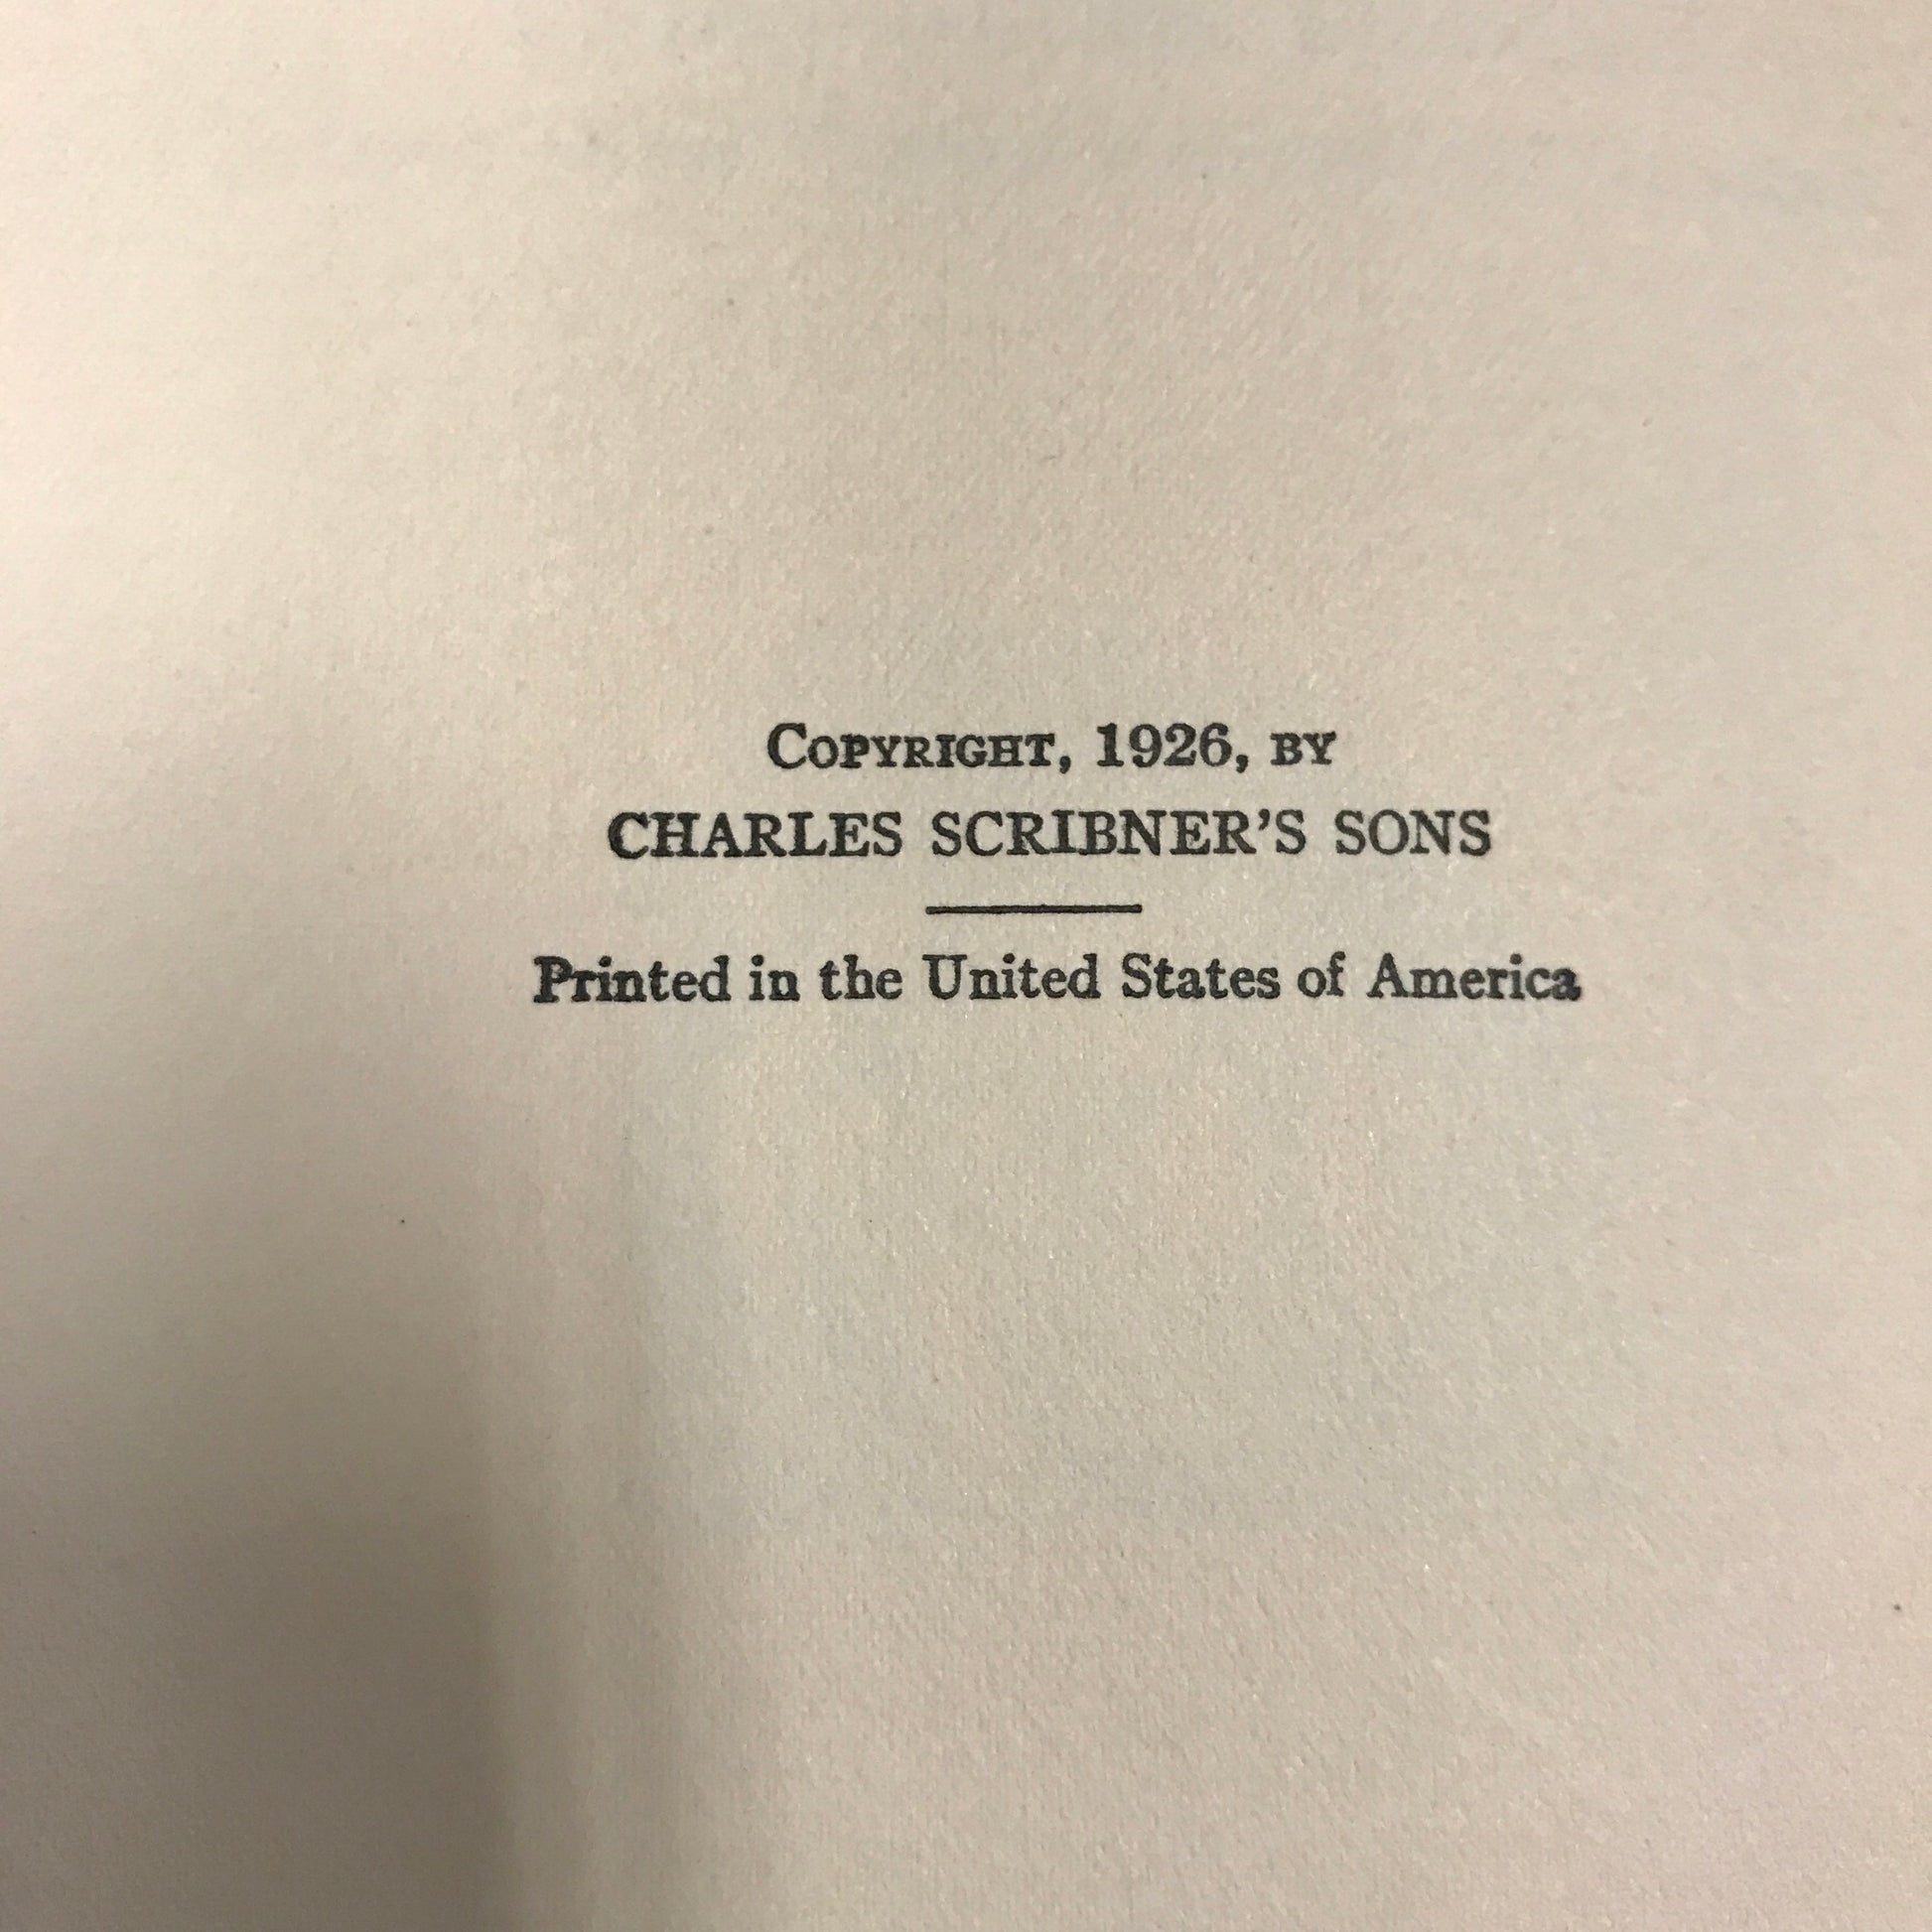 Copyright, 1926, by
CHARLES SCRIBNER'S SONS
Printed in the United States of America